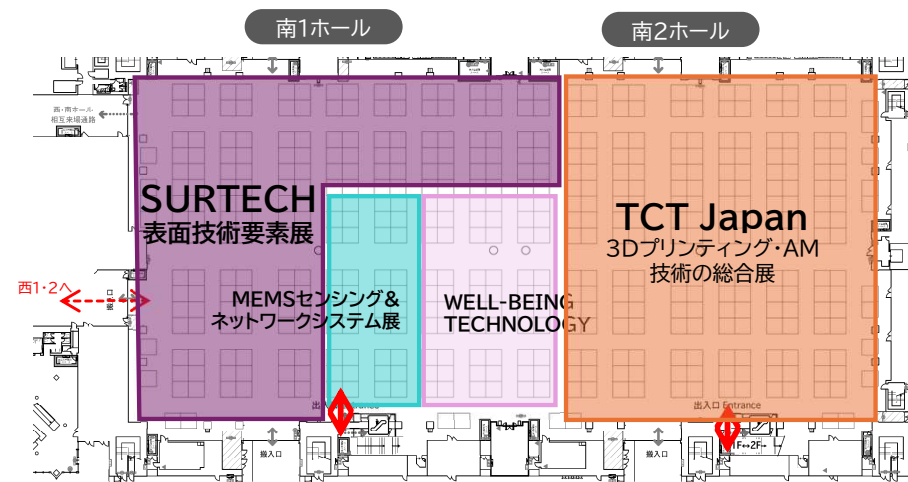 南1ホール
南2ホール
西・南ホール
相互来場通路
SURTECH
表面技術要素展
TCT Japan
3Dプリンティング・AM
技術の総合展
西1・2へ
搬入口
MEMSセンシング&
ネットワークシステム展
WELL-BEING
TECHNOLOGY
出入口 Entrance
出入口 Entrance
搬入口
搬入口
1F↔2F